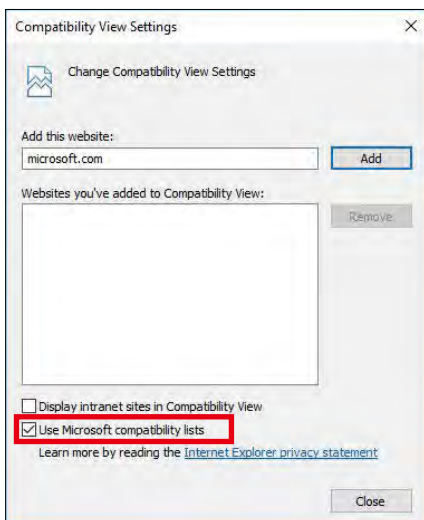 Compatibility View Settings
Change Compatibility View Settings
Add this website:
microsoft.com
Add
Websites you've added to Compatibility View:
Remove
Display intranet sites in Compatibility View
Use Microsoft compatibility lists
Learn more by reading the Internet Explorer privacy statement
Close